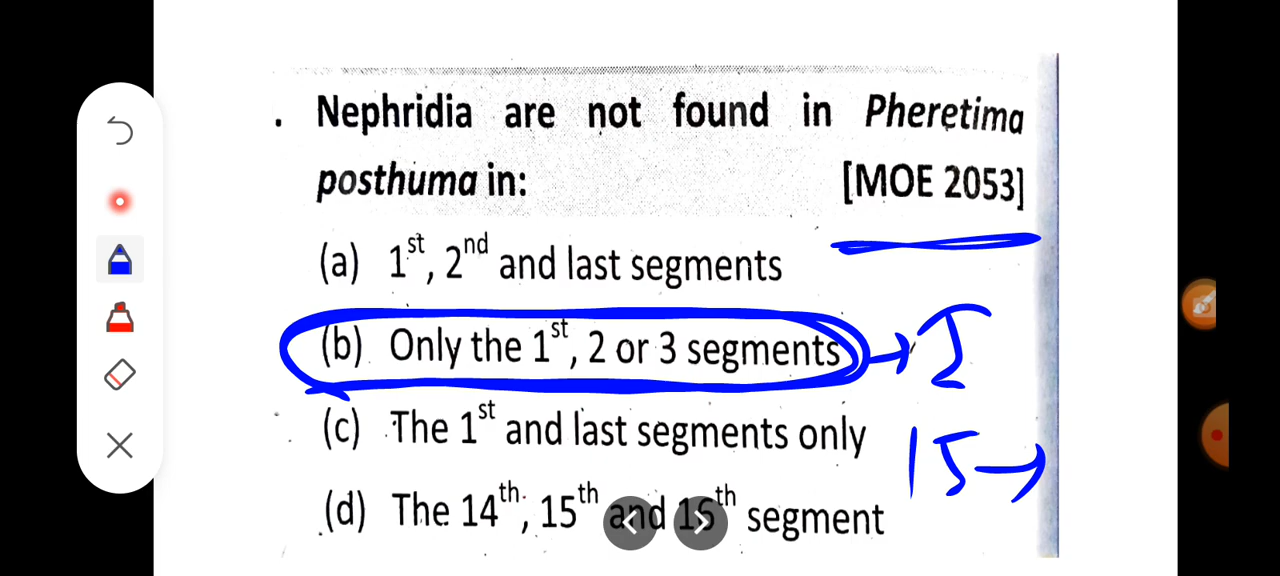 . Nephridia are not found in Pheretima
posthuma in: [MOE 2053]
(a) 1st, 2nd and last segments
(b) Only the 1st, 2 or 3 segments → I
(c) The 1st and last segments only
15 →
(d) The 14th, 15th and 16th segment